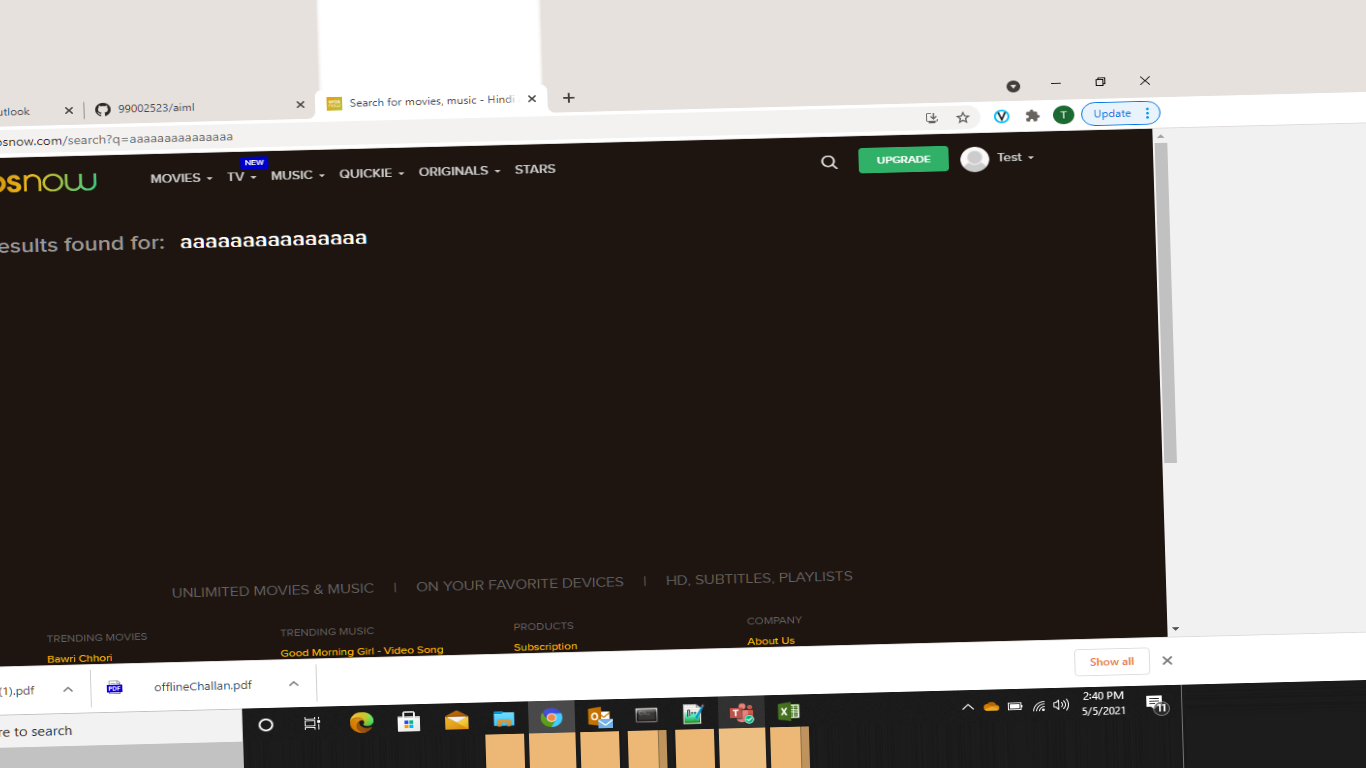 utlook
99002523/aiml
Search for movies, music - Hindi
osnow.com/search?q=aaaaaaaaaaaaaaa
T
Update
osnow
MOVIES
TV
NEW
MUSIC
QUICKIE
ORIGINALS
STARS
UPGRADE
Test
esults found for: aaaaaaaaaaaaaaa
UNLIMITED MOVIES & MUSIC | ON YOUR FAVORITE DEVICES | HD, SUBTITLES, PLAYLISTS
TRENDING MOVIES
TRENDING MUSIC
PRODUCTS
COMPANY
Bawri Chhori
Good Morning Girl - Video Song
Subscription
About Us
(1).pdf
PDF
offlineChallan.pdf
Show all
re to search
2:40 PM
5/5/2021
11